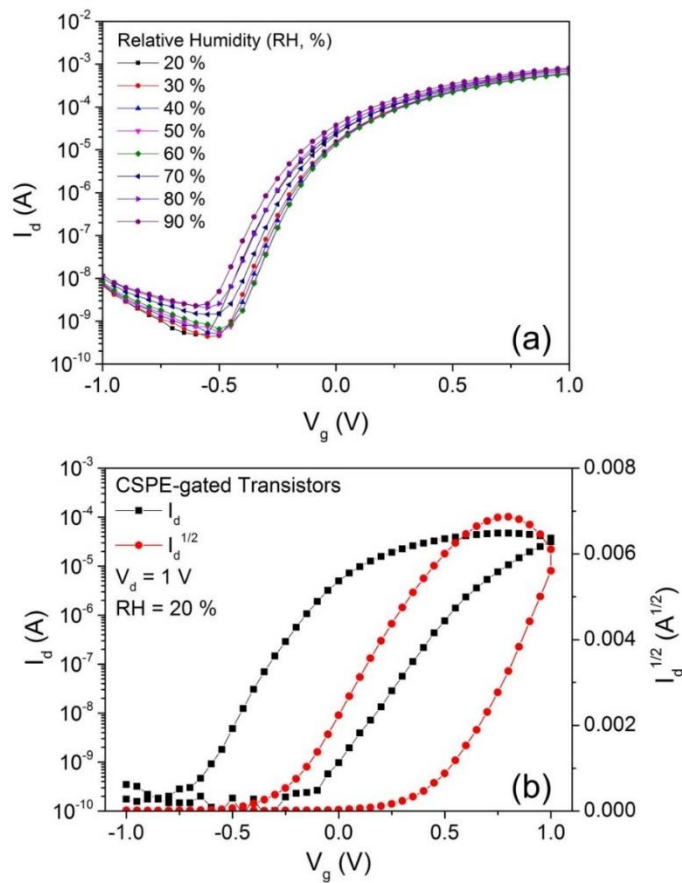 10⁻²
10⁻³
10⁻⁴
10⁻⁵
10⁻⁶
10⁻⁷
10⁻⁸
10⁻⁹
10⁻¹⁰
I_d (A)
Relative Humidity (RH, %)
20 %
30 %
40 %
50 %
60 %
70 %
80 %
90 %
(a)
-1.0 -0.5 0.0 0.5 1.0
V_g (V)
10⁻³
10⁻⁴
10⁻⁵
10⁻⁶
10⁻⁷
10⁻⁸
10⁻⁹
10⁻¹⁰
I_d (A)
CSPE-gated Transistors
I_d
I_d^1/2
V_d = 1 V
RH = 20 %
(b)
0.008
0.006
0.004
0.002
0.000
I_d^1/2 (A^1/2)
-1.0 -0.5 0.0 0.5 1.0
V_g (V)